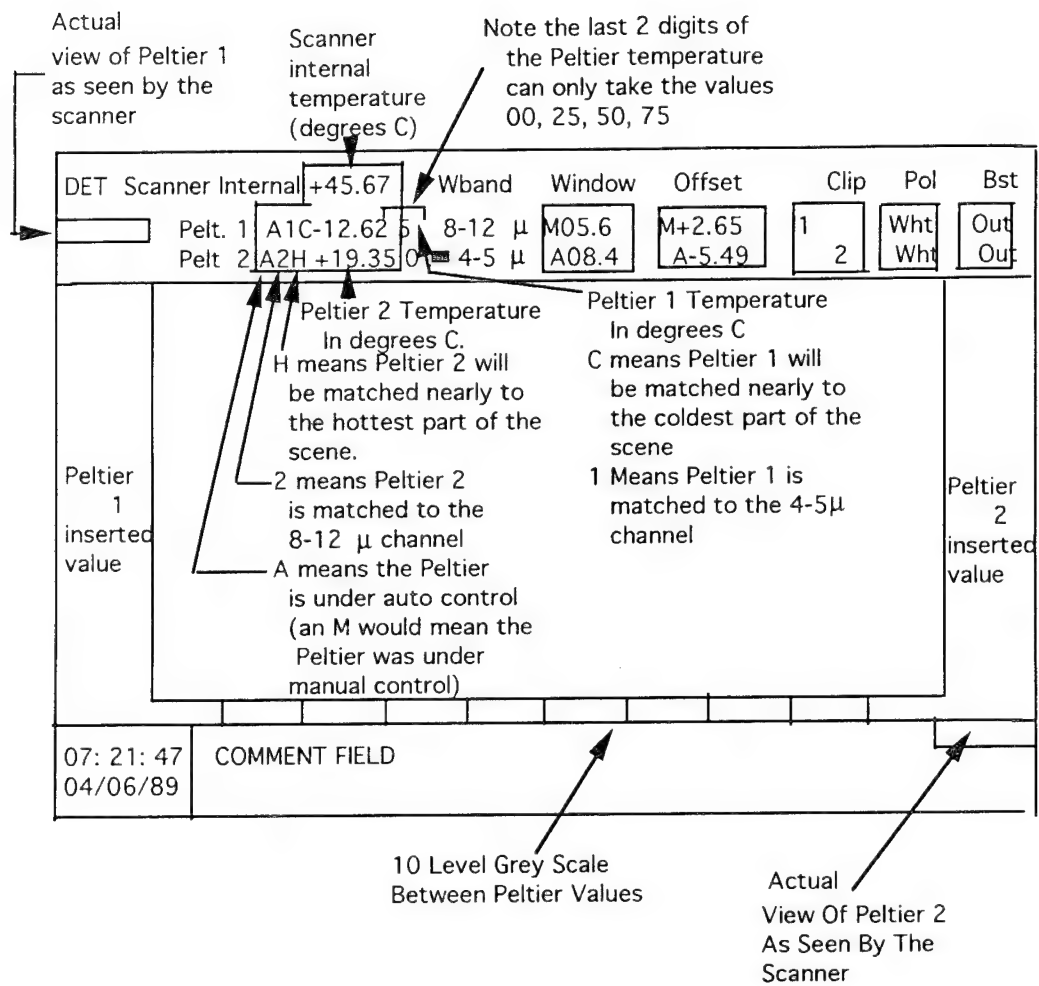 Actual
view of Peltier 1
as seen by the
scanner
Scanner
internal
temperature
(degrees C)
Note the last 2 digits of
the Peltier temperature
can only take the values
00, 25, 50, 75
DET Scanner Internal +45.67 Wband Window Offset Clip Pol Bst
Pelt. 1 A1C-12.62 5 8-12 μ M05.6 M+2.65 1 Wht Out
Pelt 2 A2H +19.35 0 4-5 μ A08.4 A-5.49 2 Wht Out
Peltier 2 Temperature
In degrees C.
H means Peltier 2 will
be matched nearly to
the hottest part of the
scene.
2 means Peltier 2
is matched to the
8-12 μ channel
A means the Peltier
is under auto control
(an M would mean the
Peltier was under
manual control)
Peltier 1 Temperature
In degrees C
C means Peltier 1 will
be matched nearly to
the coldest part of the
scene
1 Means Peltier 1 is
matched to the 4-5μ
channel
Peltier
1
inserted
value
Peltier
2
inserted
value
07: 21: 47
04/06/89
COMMENT FIELD
10 Level Grey Scale
Between Peltier Values
Actual
View Of Peltier 2
As Seen By The
Scanner